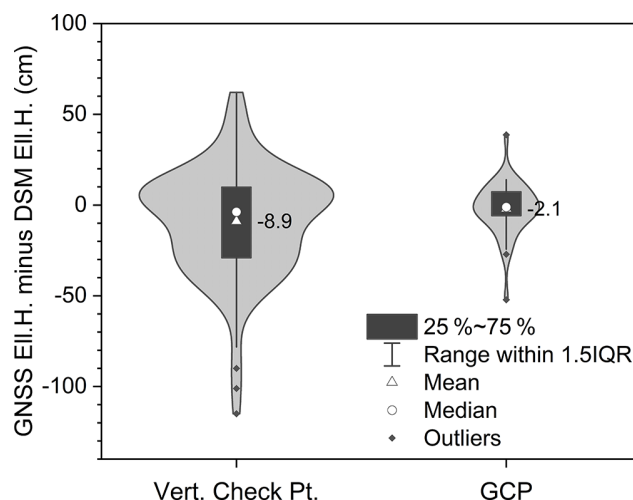 GNSS Ell.H. minus DSM Ell.H. (cm)
100
50
0
-50
-100
-8.9
-2.1
25 %~75 %
Range within 1.5IQR
Mean
Median
Outliers
Vert. Check Pt.
GCP